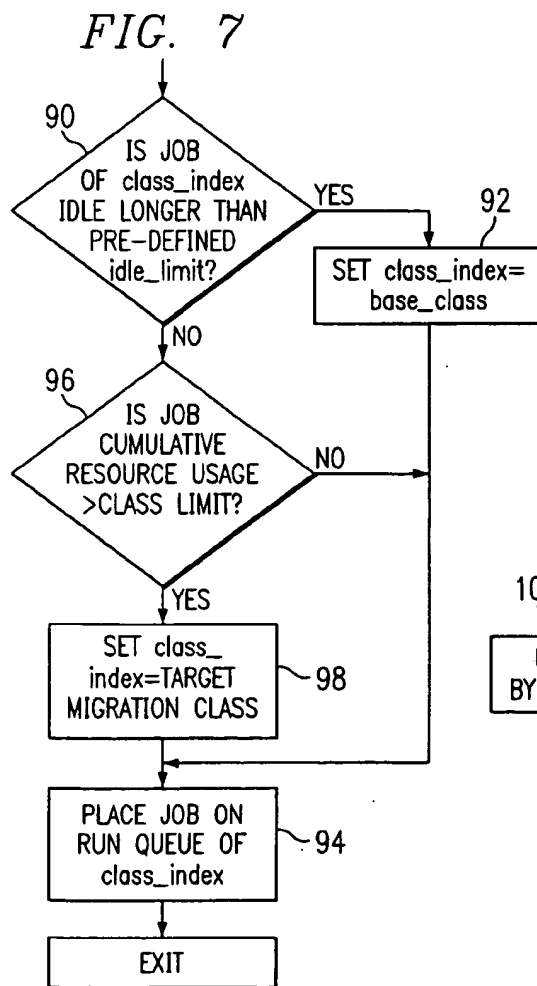 FIG. 7
90
IS JOB
OF class_index
IDLE LONGER THAN
PRE-DEFINED
idle_limit?
YES
92
SET class_index=
base_class
NO
96
IS JOB
CUMULATIVE
RESOURCE USAGE
>CLASS LIMIT?
NO
YES
SET class_
index=TARGET
MIGRATION CLASS
98
10
BY
PLACE JOB ON
RUN QUEUE OF
class_index
94
EXIT